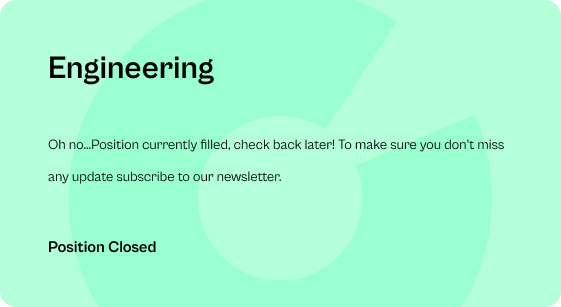 Engineering
Oh no...Position currently filled, check back later! To make sure you don't miss
any update subscribe to our newsletter.
Position Closed